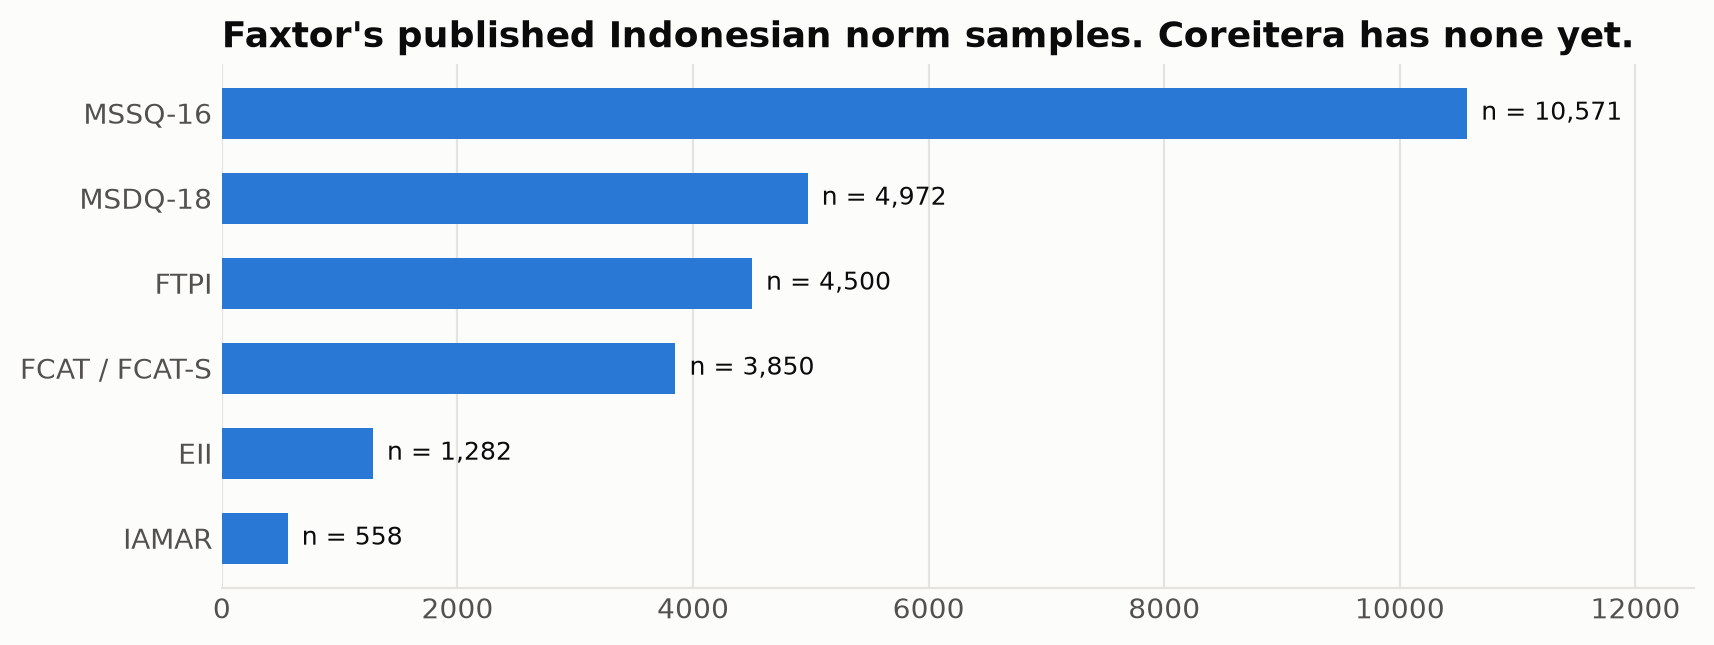 Faxtor's published Indonesian norm samples. Coreitera has none yet.
MSSQ-16
n = 10,571
MSDQ-18
n = 4,972
FTPI
n = 4,500
FCAT / FCAT-S
n = 3,850
EII
n = 1,282
IAMAR
n = 558
0 2000 4000 6000 8000 10000 12000